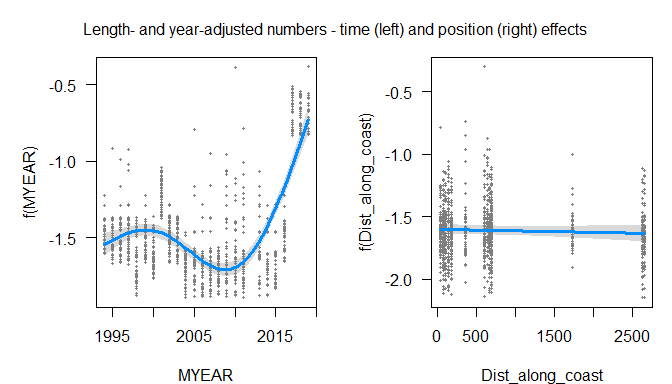 Length- and year-adjusted numbers - time (left) and position (right) effects
f(MYEAR)
-0.5
-1.0
-1.5
1995
2005
2015
MYEAR
f(Dist_along_coast)
-0.5
-1.0
-1.5
-2.0
0
500
1500
2500
Dist_along_coast